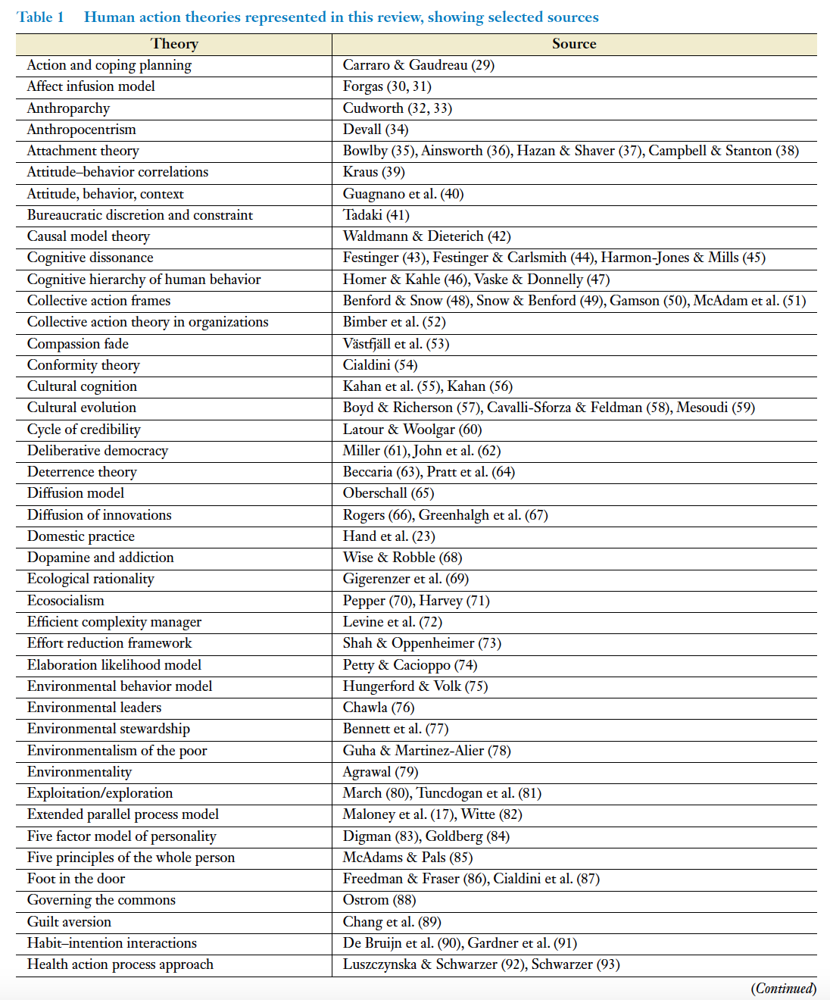 Table 1 Human action theories represented in this review, showing selected sources
Theory Source
Action and coping planning Carraro & Gaudreau (29)
Affect infusion model Forgas (30, 31)
Anthroparchy Cudworth (32, 33)
Anthropocentrism Devall (34)
Attachment theory Bowlby (35), Ainsworth (36), Hazan & Shaver (37), Campbell & Stanton (38)
Attitude–behavior correlations Kraus (39)
Attitude, behavior, context Guagnano et al. (40)
Bureaucratic discretion and constraint Tadaki (41)
Causal model theory Waldmann & Dieterich (42)
Cognitive dissonance Festinger (43), Festinger & Carlsmith (44), Harmon-Jones & Mills (45)
Cognitive hierarchy of human behavior Homer & Kahle (46), Vaske & Donnelly (47)
Collective action frames Benford & Snow (48), Snow & Benford (49), Gamson (50), McAdam et al. (51)
Collective action theory in organizations Bimber et al. (52)
Compassion fade Västfjäll et al. (53)
Conformity theory Cialdini (54)
Cultural cognition Kahan et al. (55), Kahan (56)
Cultural evolution Boyd & Richerson (57), Cavalli-Sforza & Feldman (58), Mesoudi (59)
Cycle of credibility Latour & Woolgar (60)
Deliberative democracy Miller (61), John et al. (62)
Deterrence theory Beccaria (63), Pratt et al. (64)
Diffusion model Oberschall (65)
Diffusion of innovations Rogers (66), Greenhalgh et al. (67)
Domestic practice Hand et al. (23)
Dopamine and addiction Wise & Robble (68)
Ecological rationality Gigerenzer et al. (69)
Ecosocialism Pepper (70), Harvey (71)
Efficient complexity manager Levine et al. (72)
Effort reduction framework Shah & Oppenheimer (73)
Elaboration likelihood model Petty & Cacioppo (74)
Environmental behavior model Hungerford & Volk (75)
Environmental leaders Chawla (76)
Environmental stewardship Bennett et al. (77)
Environmentalism of the poor Guha & Martinez-Alier (78)
Environmentality Agrawal (79)
Exploitation/exploration March (80), Tuncdogan et al. (81)
Extended parallel process model Maloney et al. (17), Witte (82)
Five factor model of personality Digman (83), Goldberg (84)
Five principles of the whole person McAdams & Pals (85)
Foot in the door Freedman & Fraser (86), Cialdini et al. (87)
Governing the commons Ostrom (88)
Guilt aversion Chang et al. (89)
Habit–intention interactions De Bruijn et al. (90), Gardner et al. (91)
Health action process approach Luszczynska & Schwarzer (92), Schwarzer (93)
(Continued)